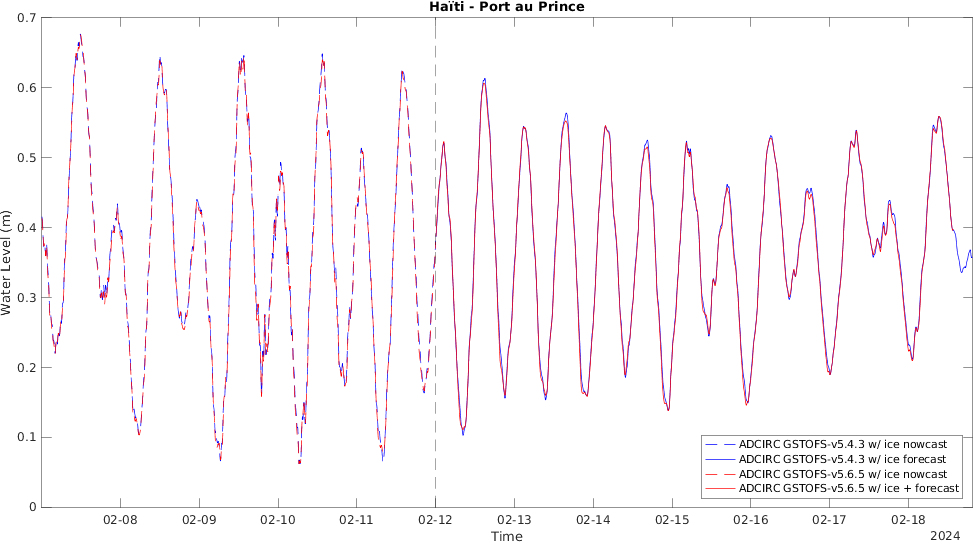 Haïti - Port au Prince
Water Level (m)
0.7
0.6
0.5
0.4
0.3
0.2
0.1
0
ADCIRC GSTOFS-v5.4.3 w/ ice nowcast
ADCIRC GSTOFS-v5.4.3 w/ ice forecast
ADCIRC GSTOFS-v5.6.5 w/ ice nowcast
ADCIRC GSTOFS-v5.6.5 w/ ice + forecast
02-08 02-09 02-10 02-11 02-12 02-13 02-14 02-15 02-16 02-17 02-18
Time
2024